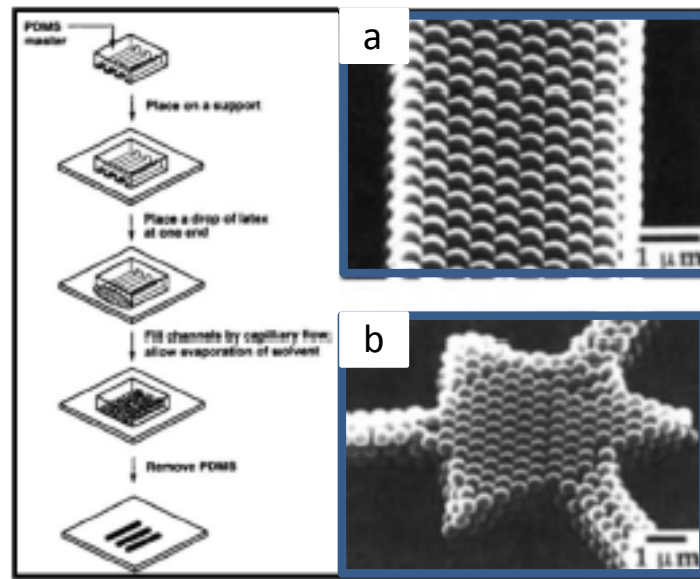 PDMS
master
Place on a support
Place a drop of latex
at one end
Fill channels by capillary flow;
allow evaporation of solvent
Remove PDMS
a
1 μm
b
1 μm